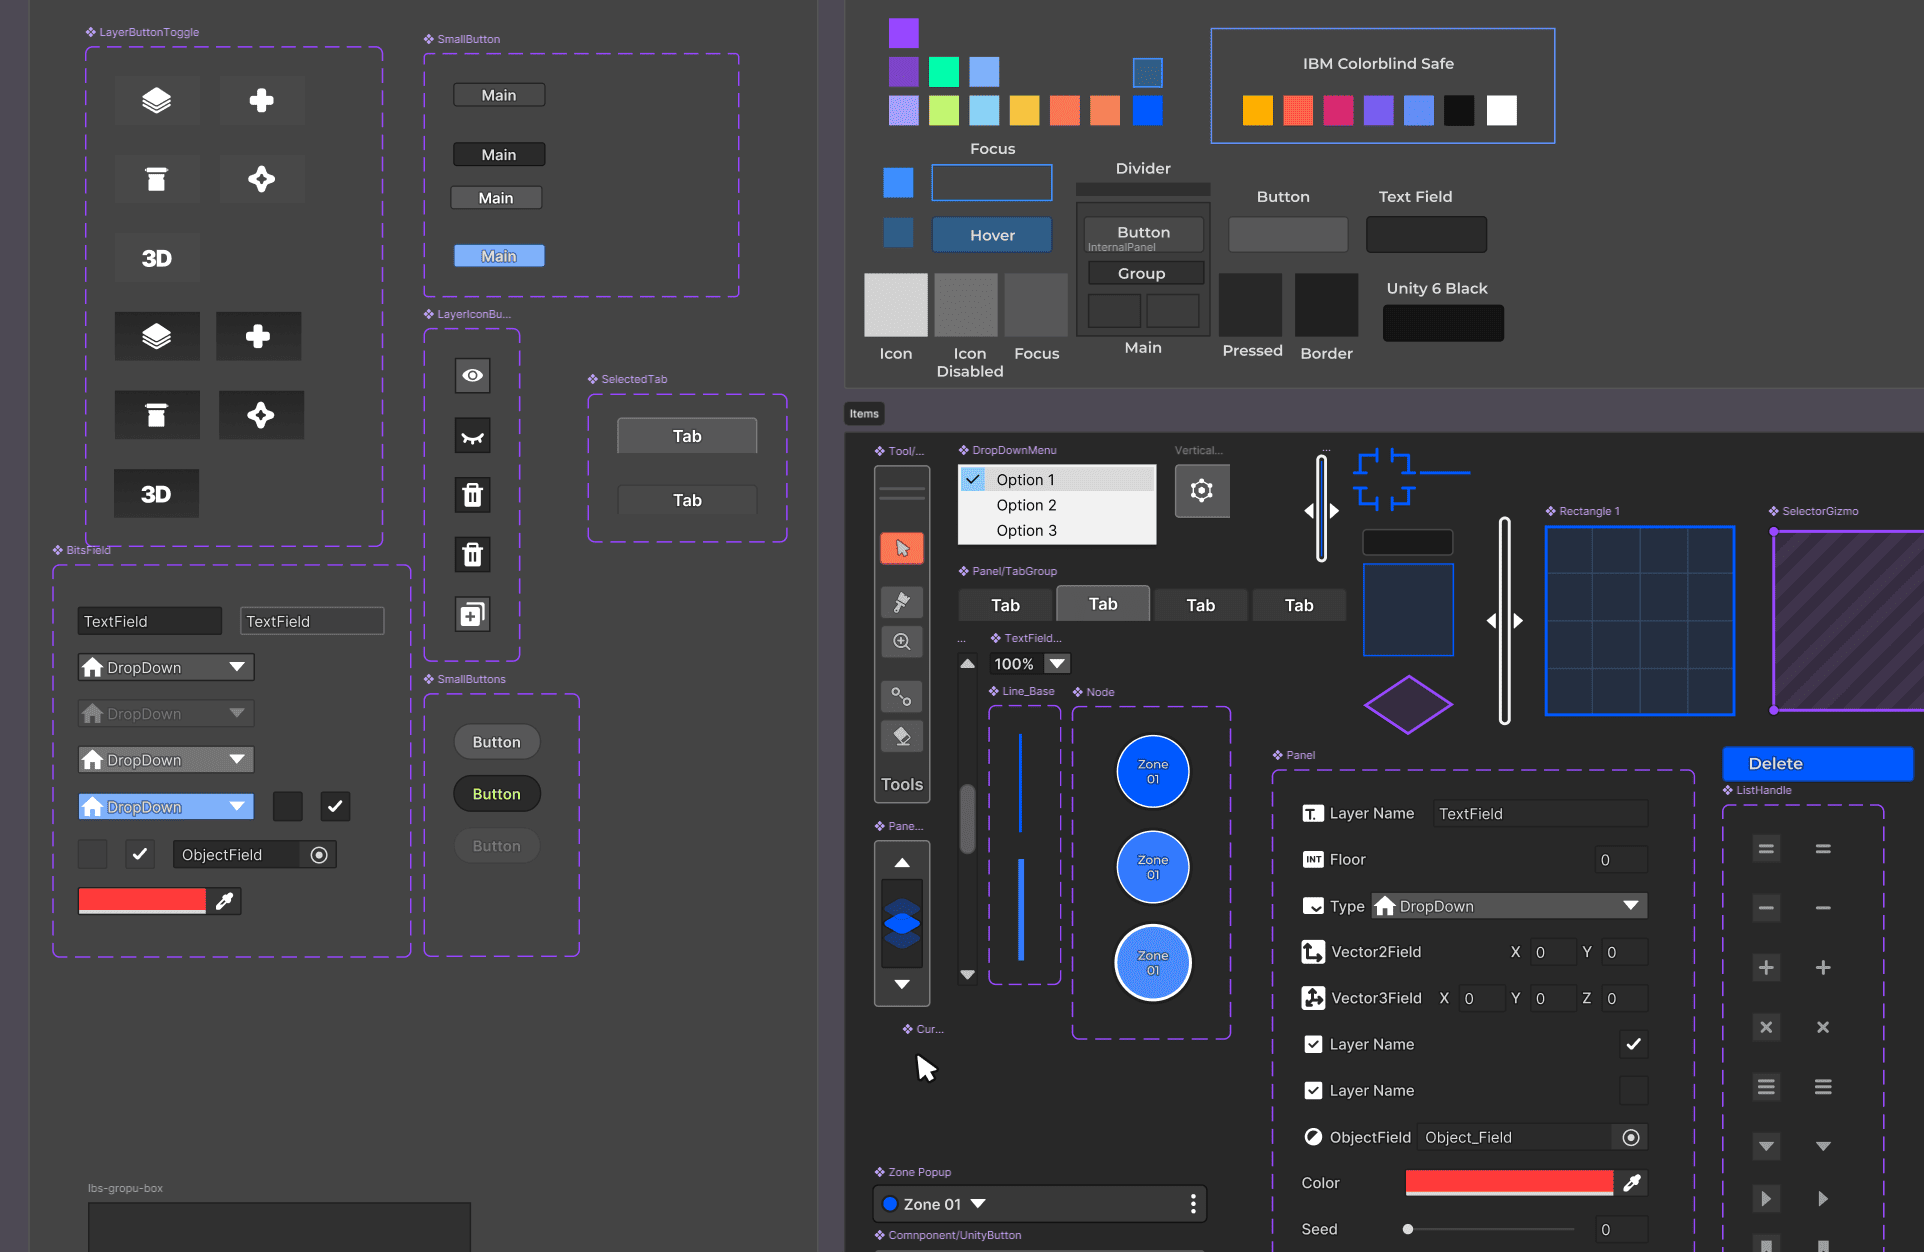 LayerButtonToggle
3D
3D
SmallButton
Main
Main
Main
Main
LayerIconBu...
SelectedTab
Tab
Tab
BitsField
TextField
TextField
DropDown
DropDown
DropDown
DropDown
ObjectField
SmallButtons
Button
Button
Button
lbs-gropu-box
IBM Colorblind Safe
Focus
Hover
Divider
Button
InternalPanel
Group
Main
Button
Text Field
Unity 6 Black
Icon
Icon
Disabled
Focus
Pressed
Border
Items
Tool/...
Tools
DropDownMenu
Option 1
Option 2
Option 3
Vertical...
...
Panel/TabGroup
Tab
Tab
Tab
Tab
...
TextField...
100%
Line_Base
Node
Zone
01
Zone
01
Zone
01
Pane...
Cur...
Rectangle 1
SelectorGizmo
Panel
T.
Layer Name
TextField
INT
Floor
0
Type
DropDown
Vector2Field
X
0
Y
0
Vector3Field
X
0
Y
0
Z
0
Layer Name
Layer Name
ObjectField
Object_Field
Color
Seed
0
Delete
ListHandle
Zone Popup
Zone 01
Comnponent/UnityButton